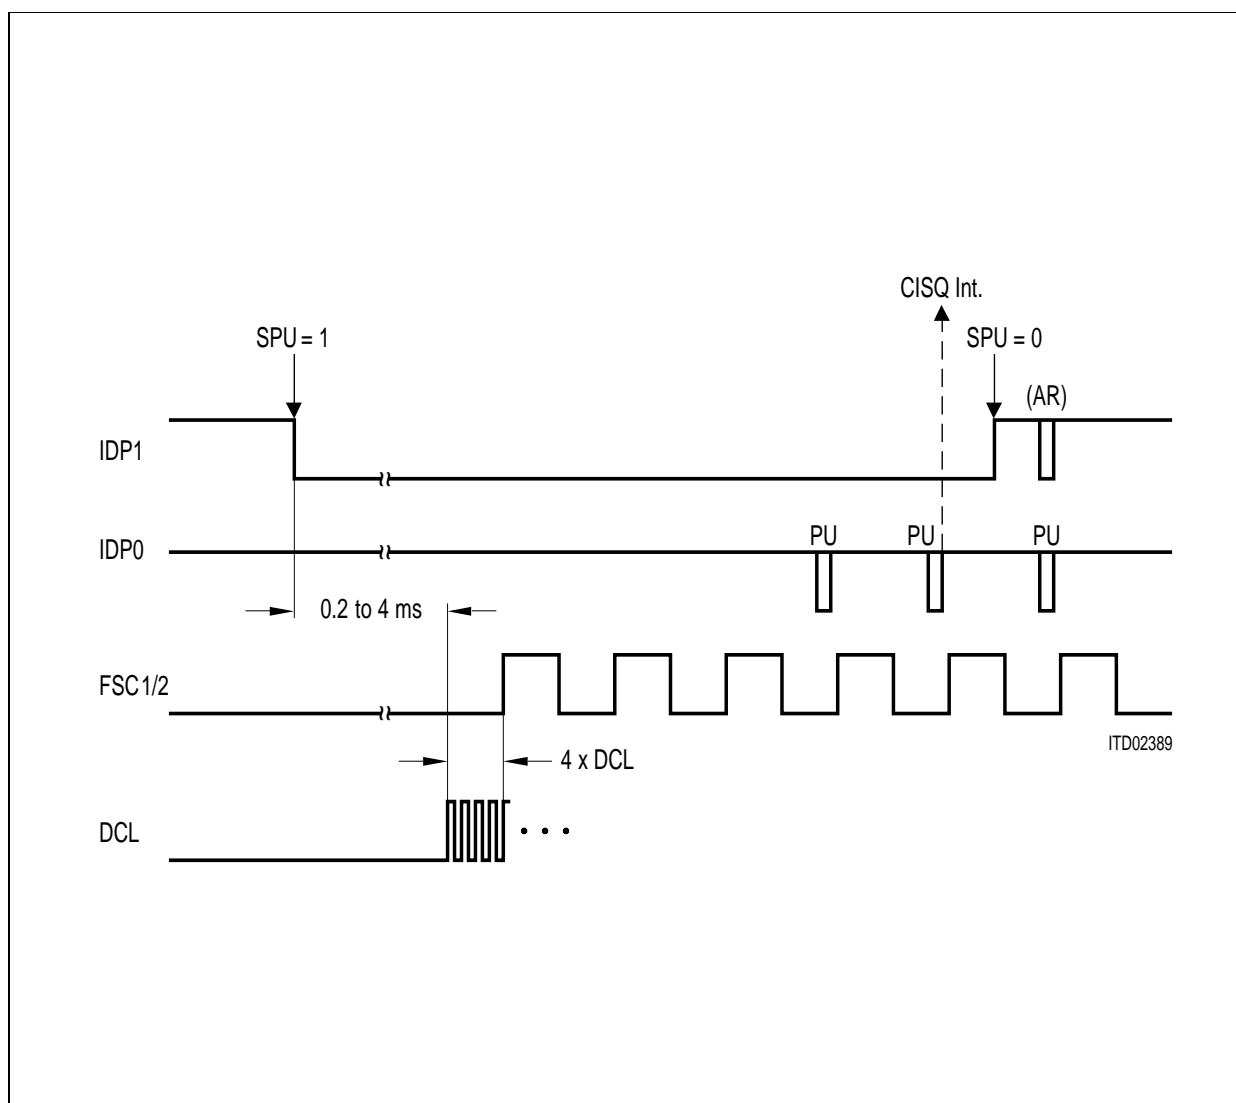 CISQ Int.
SPU = 1
SPU = 0
(AR)
IDP1
IDP0
PU
PU
PU
0.2 to 4 ms
FSC1/2
ITD02389
4 x DCL
DCL